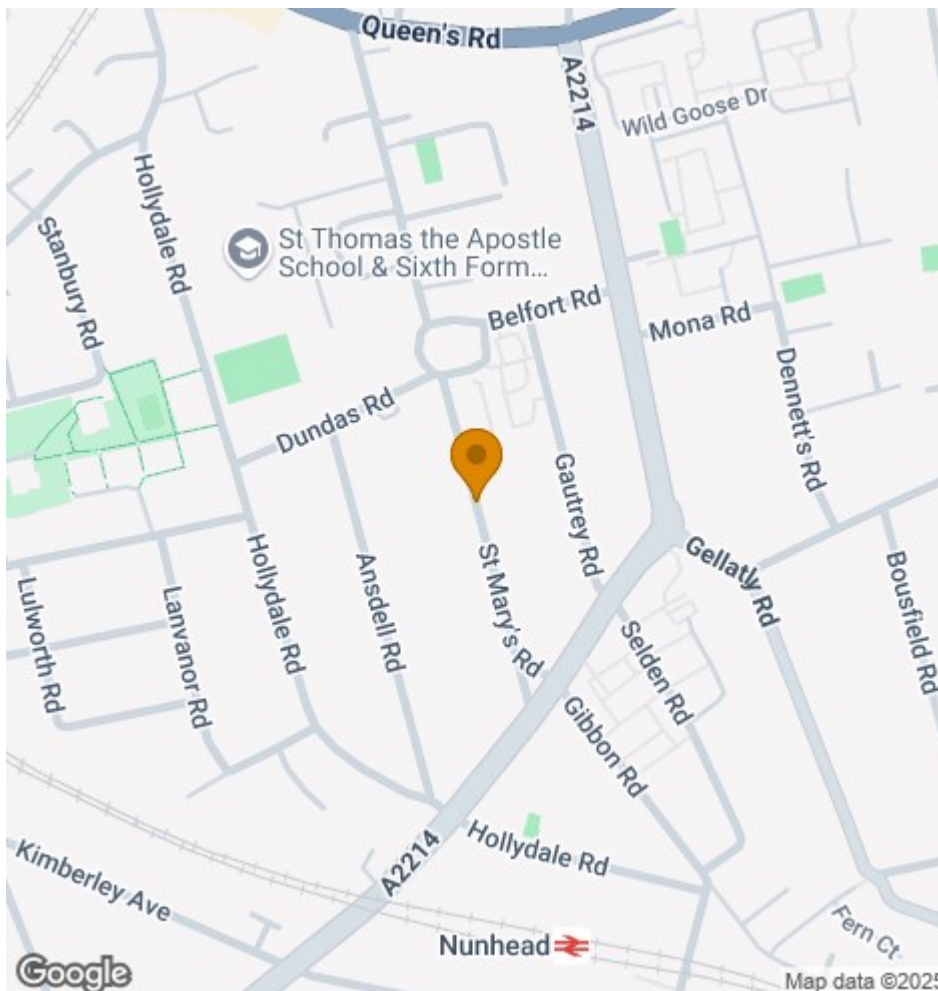 Queen's Rd
A2214
Wild Goose Dr
Hollydale Rd
Stanbury Rd
St Thomas the Apostle
School & Sixth Form...
Belfort Rd
Mona Rd
Dennett's Rd
Dundas Rd
Gautrey Rd
St Mary's Rd
Gellatly Rd
Bousfield Rd
Hollydale Rd
Ansdell Rd
Lanvanor Rd
Lulworth Rd
Selden Rd
Gibbon Rd
A2214
Hollydale Rd
Kimberley Ave
Fern Ct
Nunhead
Google
Map data ©2025